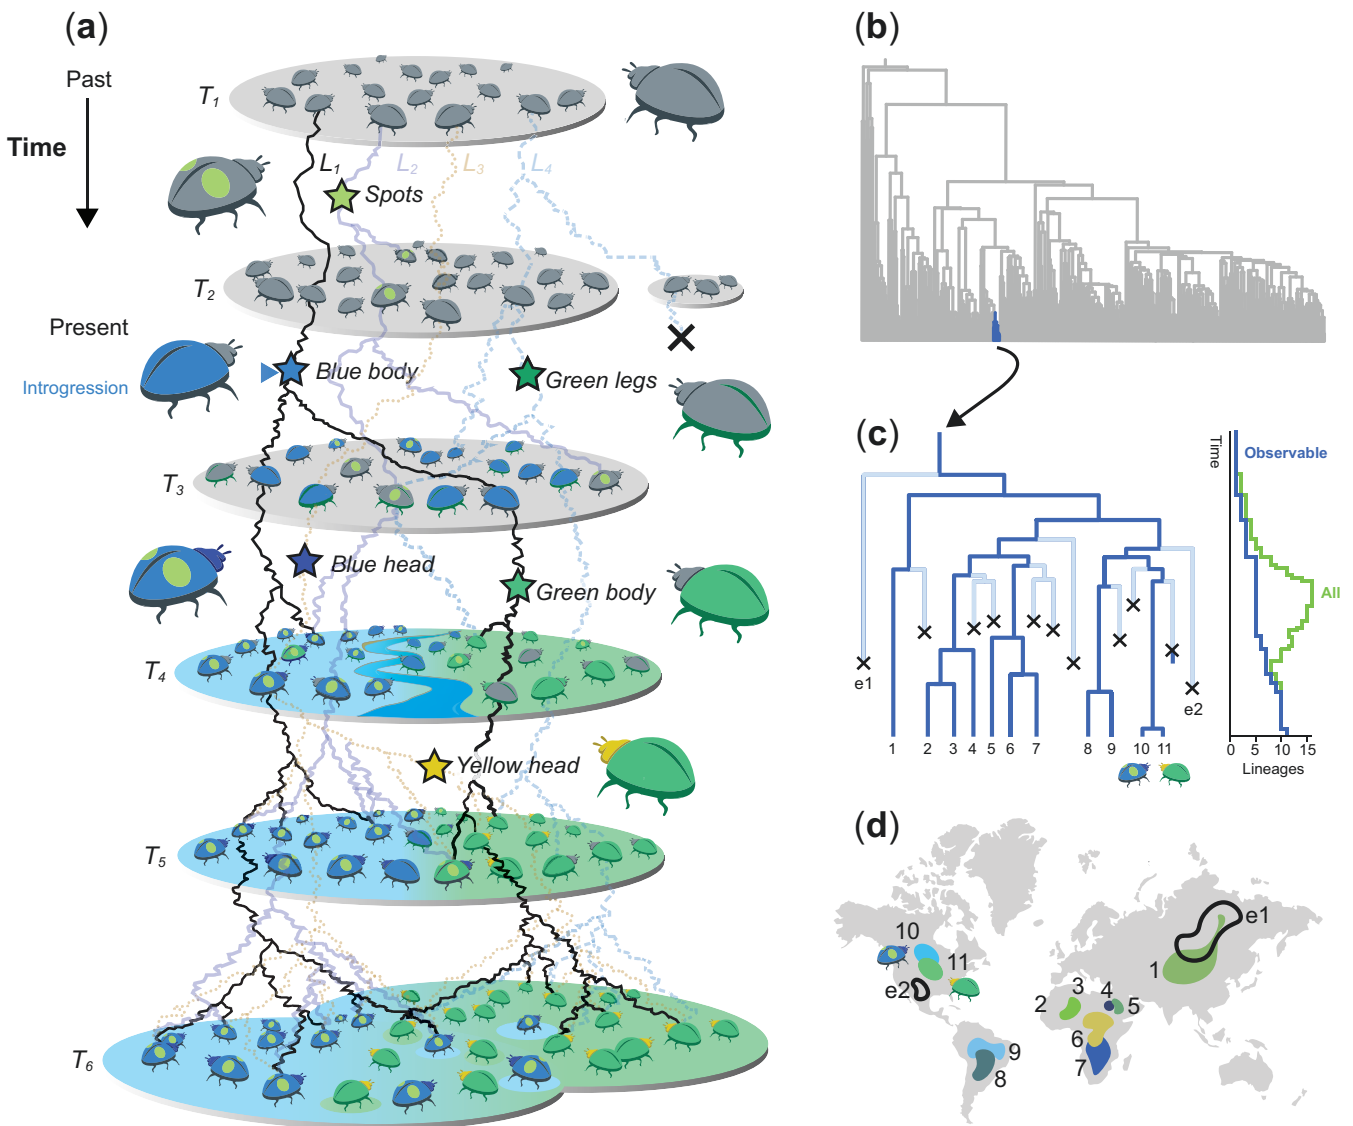 (a)
Past
Time
Present
Introgression
T1
L1
L2
L3
L4
Spots
T2
Blue body
Green legs
T3
Blue head
Green body
T4
Yellow head
T5
T6
(b)
(c)
e1
e2
1 2 3 4 5 6 7 8 9 10 11
Time
Observable
All
0 5 10 15
Lineages
(d)
10
11
e2
e1
1
2
3
4
5
6
7
9
8